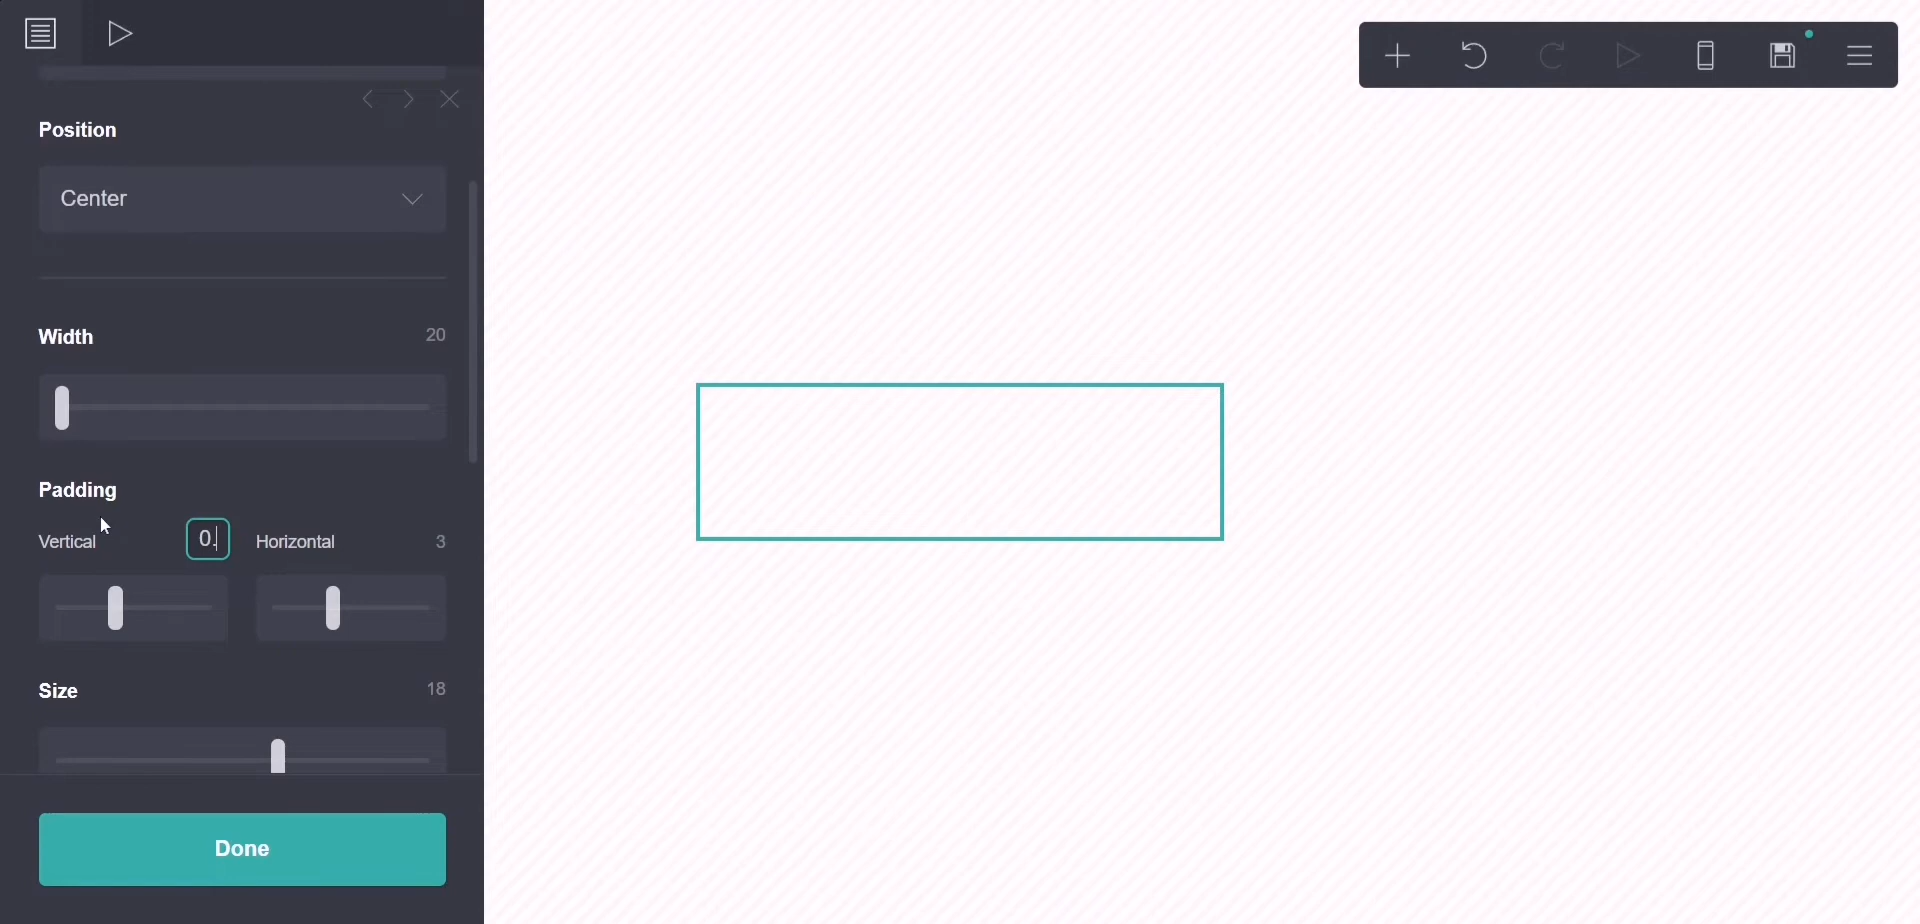 Position
Center
Width 20
Padding
Vertical 0. Horizontal 3
Size 18
Done